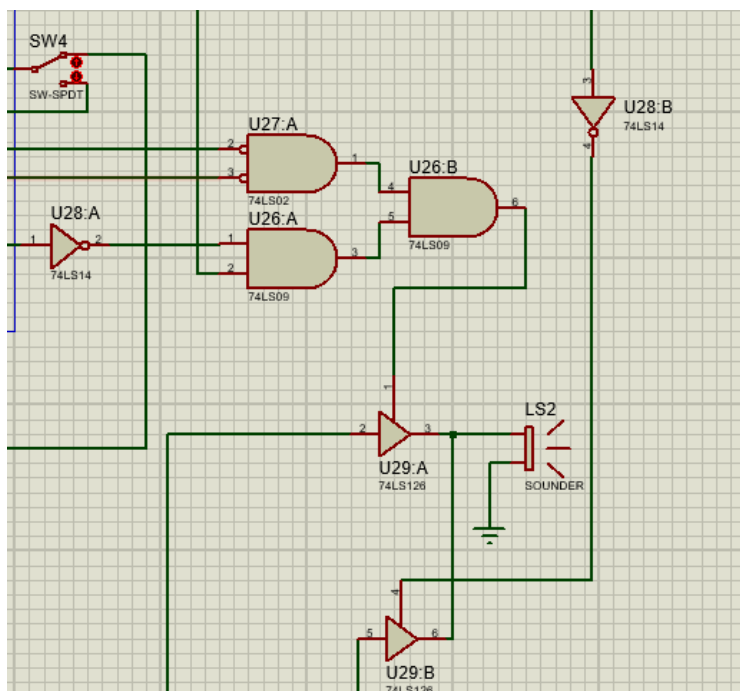 SW4
SW-SPDT
3
U28:B
74LS14
4
U27:A
2
3
1
74LS02
U26:B
4
5
6
74LS09
U28:A
1
2
74LS14
U26:A
1
2
3
74LS09
1
2
3
U29:A
74LS126
LS2
SOUNDER
4
5
6
U29:B
74LS126